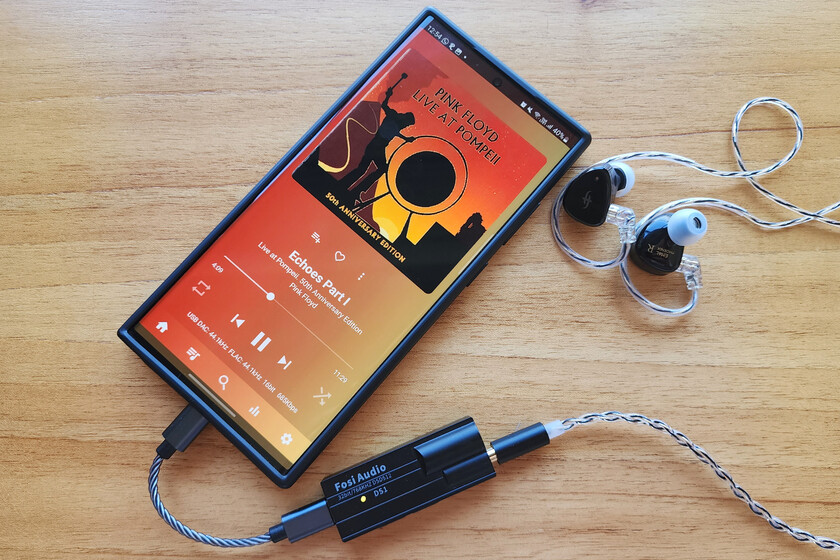 12:54
40%
PINK FLOYD
LIVE AT POMPEII
50th ANNIVERSARY EDITION
Echoes Part I
Live at Pompeii 50th Anniversary Edition
Pink Floyd
4:09
11:29
USB DAC: 44.1kHz FLAC: 44.1kHz 16bit 685Kbps
Fosi Audio
32bit/768KHZ DSD512
DS1